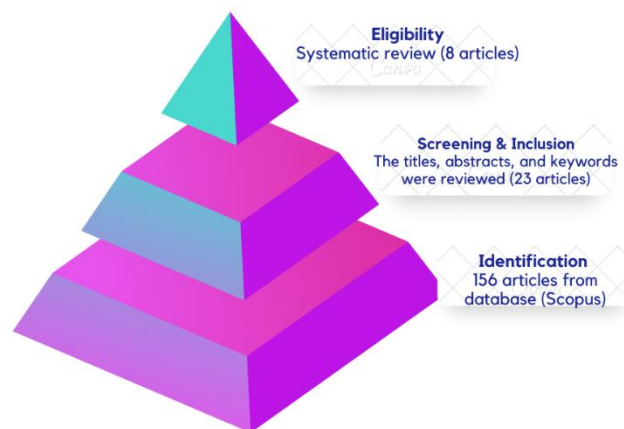 Eligibility
Systematic review (8 articles)
Canva
Screening & Inclusion
The titles, abstracts, and keywords
were reviewed (23 articles)
Identification
156 articles from
database (Scopus)